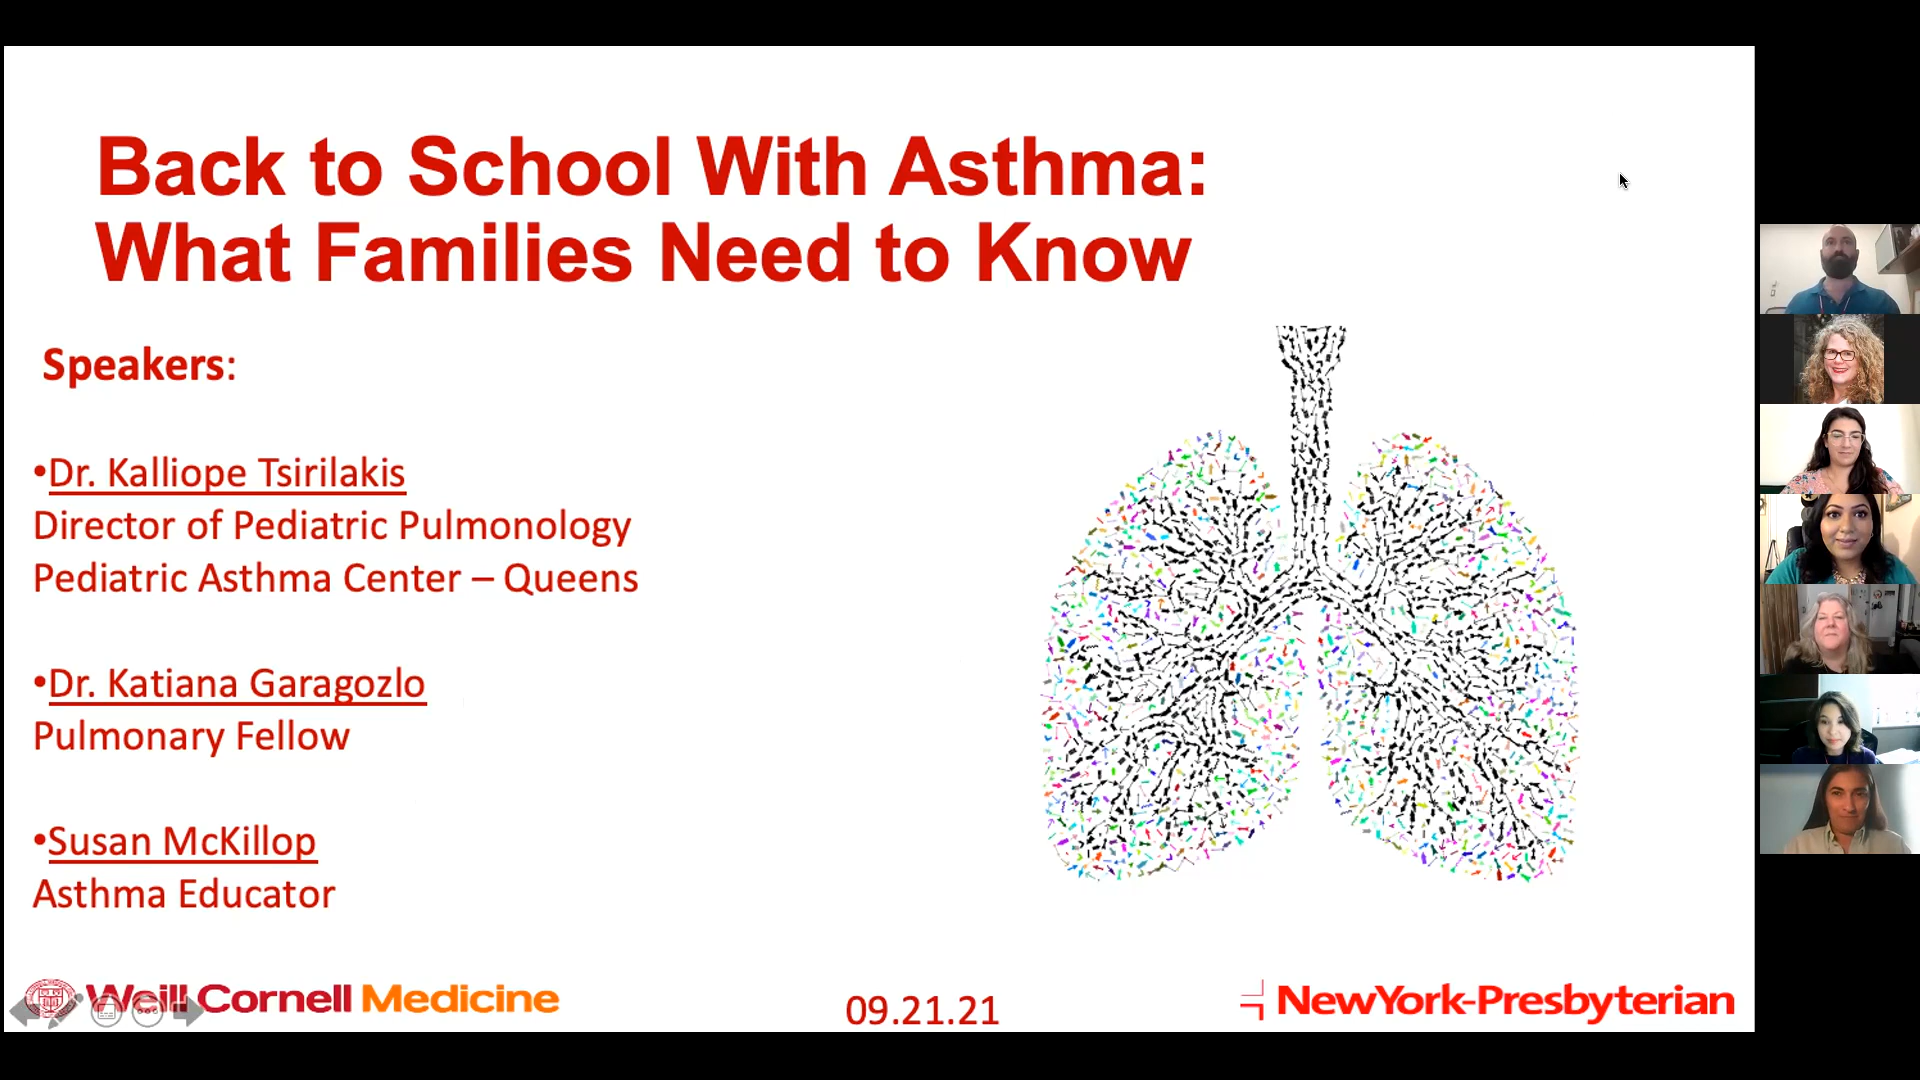 Back to School With Asthma:
What Families Need to Know
Speakers:
•Dr. Kalliope Tsirilakis
Director of Pediatric Pulmonology
Pediatric Asthma Center – Queens
•Dr. Katiana Garagozlo
Pulmonary Fellow
•Susan McKillop
Asthma Educator
Weill Cornell Medicine
09.21.21
NewYork-Presbyterian